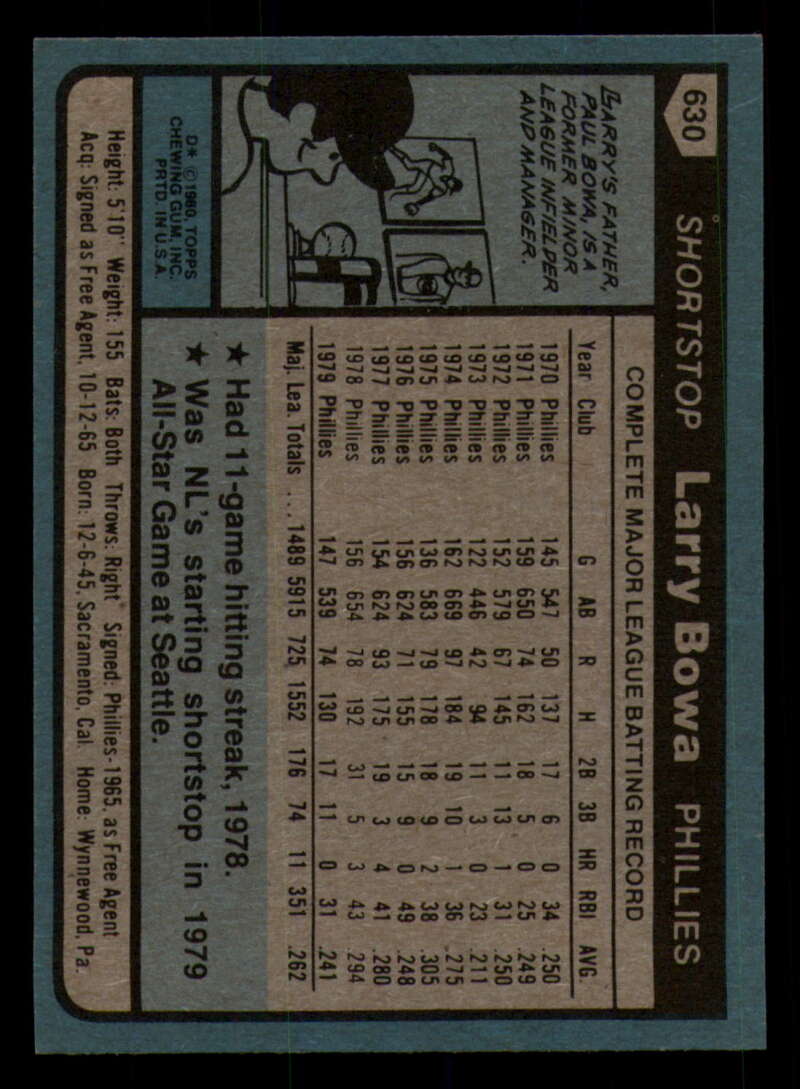 630
SHORTSTOP Larry Bowa PHILLIES
LARRY'S FATHER,
PAUL BOWA, IS A
FORMER MINOR
LEAGUE INFIELDER
AND MANAGER.
COMPLETE MAJOR LEAGUE BATTING RECORD
Year Club G AB R H 2B 3B HR RBI AVG.
1970 Phillies 145 547 50 137 17 6 0 34 .250
1971 Phillies 159 650 74 162 18 5 0 25 .249
1972 Phillies 152 579 67 145 11 13 1 31 .250
1973 Phillies 122 446 42 94 11 3 0 23 .211
1974 Phillies 162 669 97 184 19 10 1 36 .275
1975 Phillies 136 583 79 178 18 9 2 38 .305
1976 Phillies 156 624 71 155 15 9 0 49 .248
1977 Phillies 154 624 93 175 19 3 4 41 .280
1978 Phillies 156 654 78 192 31 5 3 43 .294
1979 Phillies 147 539 74 130 17 11 0 31 .241
Maj. Lea. Totals ... 1489 5915 725 1552 176 74 11 351 .262
★ Had 11-game hitting streak, 1978.
★ Was NL's starting shortstop in 1979
All-Star Game at Seattle.
D* © 1980, TOPPS
CHEWING GUM, INC.
PRTD. IN U.S.A.
Height: 5'10" Weight: 155 Bats: Both Throws: Right Signed: Phillies-1965, as Free Agent
Acq: Signed as Free Agent, 10-12-65 Born: 12-6-45, Sacramento, Cal. Home: Wynnewood, Pa.